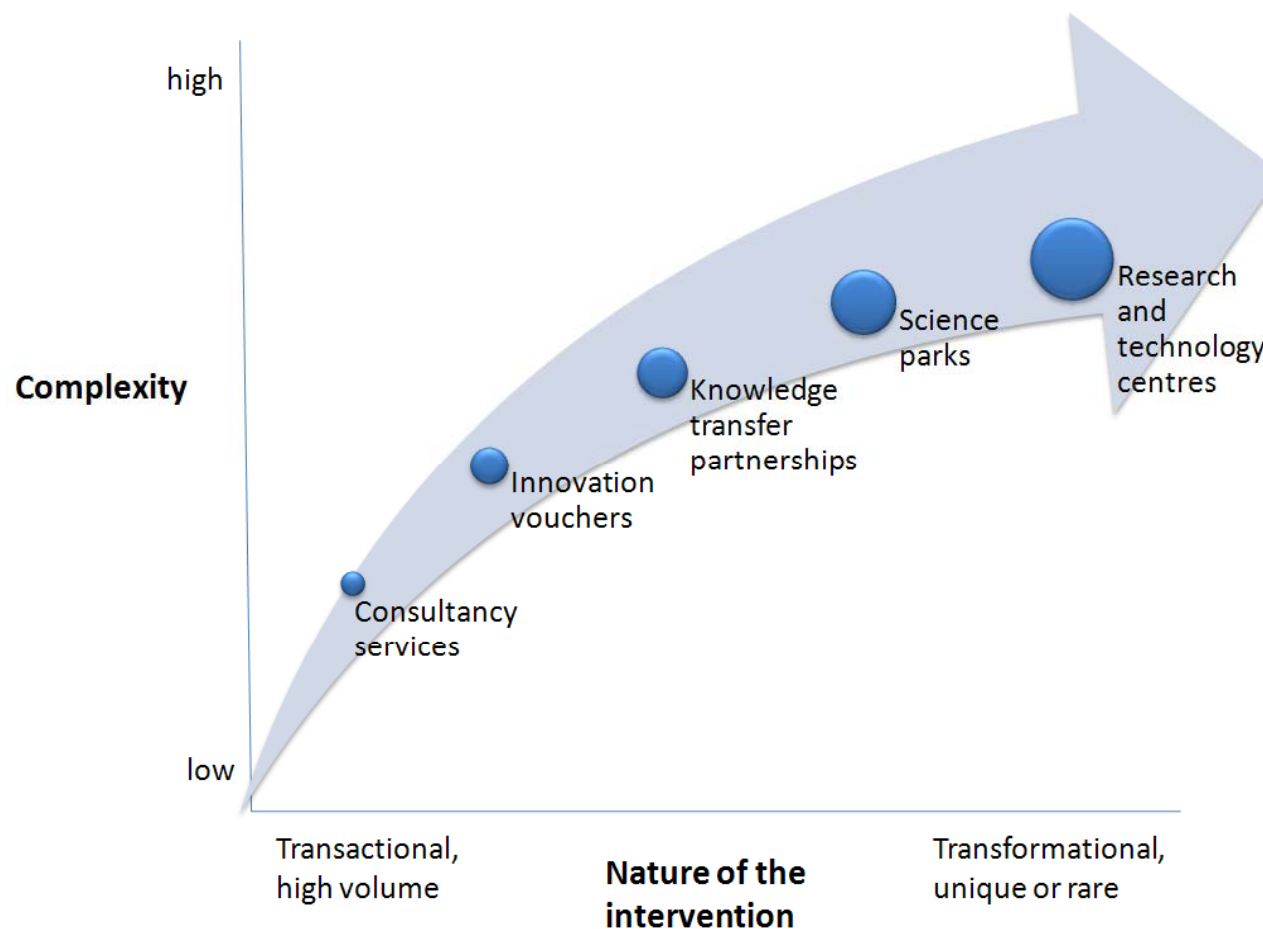 high
Complexity
low
Consultancy
services
Innovation
vouchers
Knowledge
transfer
partnerships
Science
parks
Research
and
technology
centres
Transactional,
high volume
Nature of the
intervention
Transformational,
unique or rare